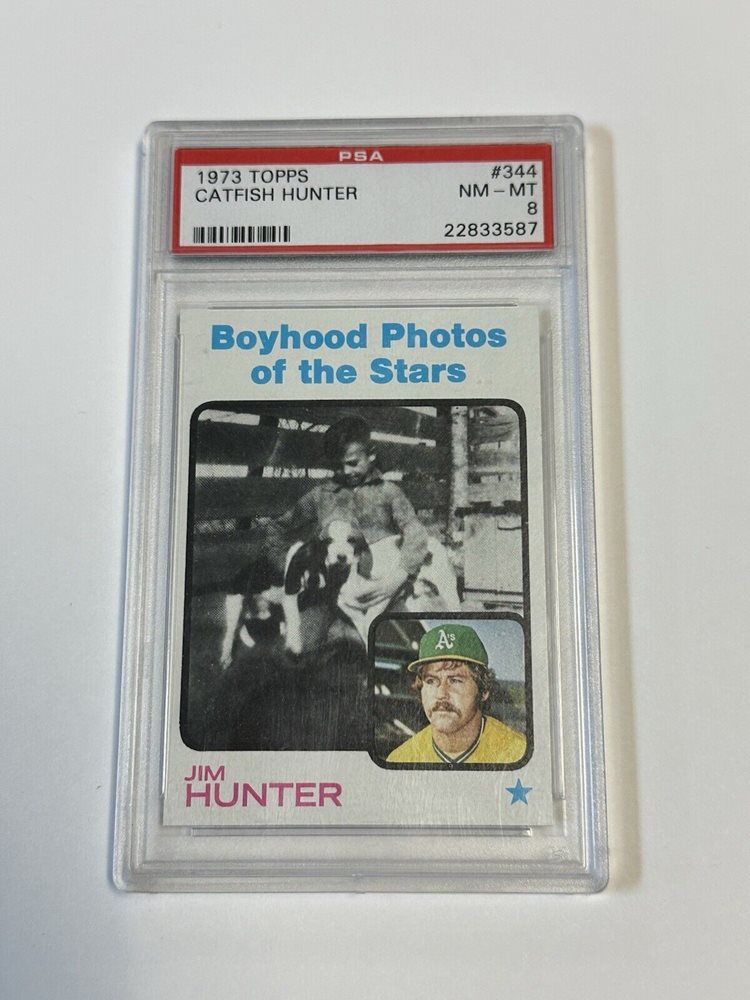 PSA
1973 TOPPS #344
CATFISH HUNTER NM - MT
8
22833587
Boyhood Photos
of the Stars
A's
JIM
HUNTER